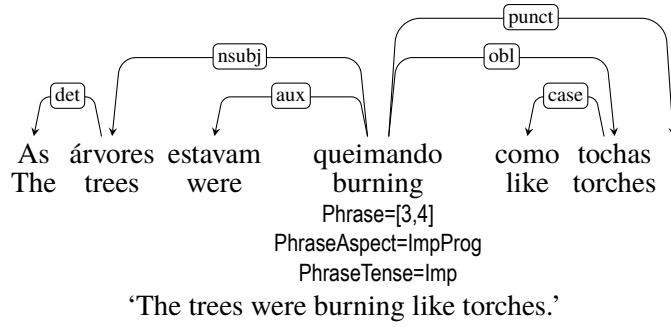 punct
nsubj obl
det aux case
As árvores estavam queimando como tochas
The trees were burning like torches
Phrase=[3,4]
PhraseAspect=ImpProg
PhraseTense=Imp
‘The trees were burning like torches.’